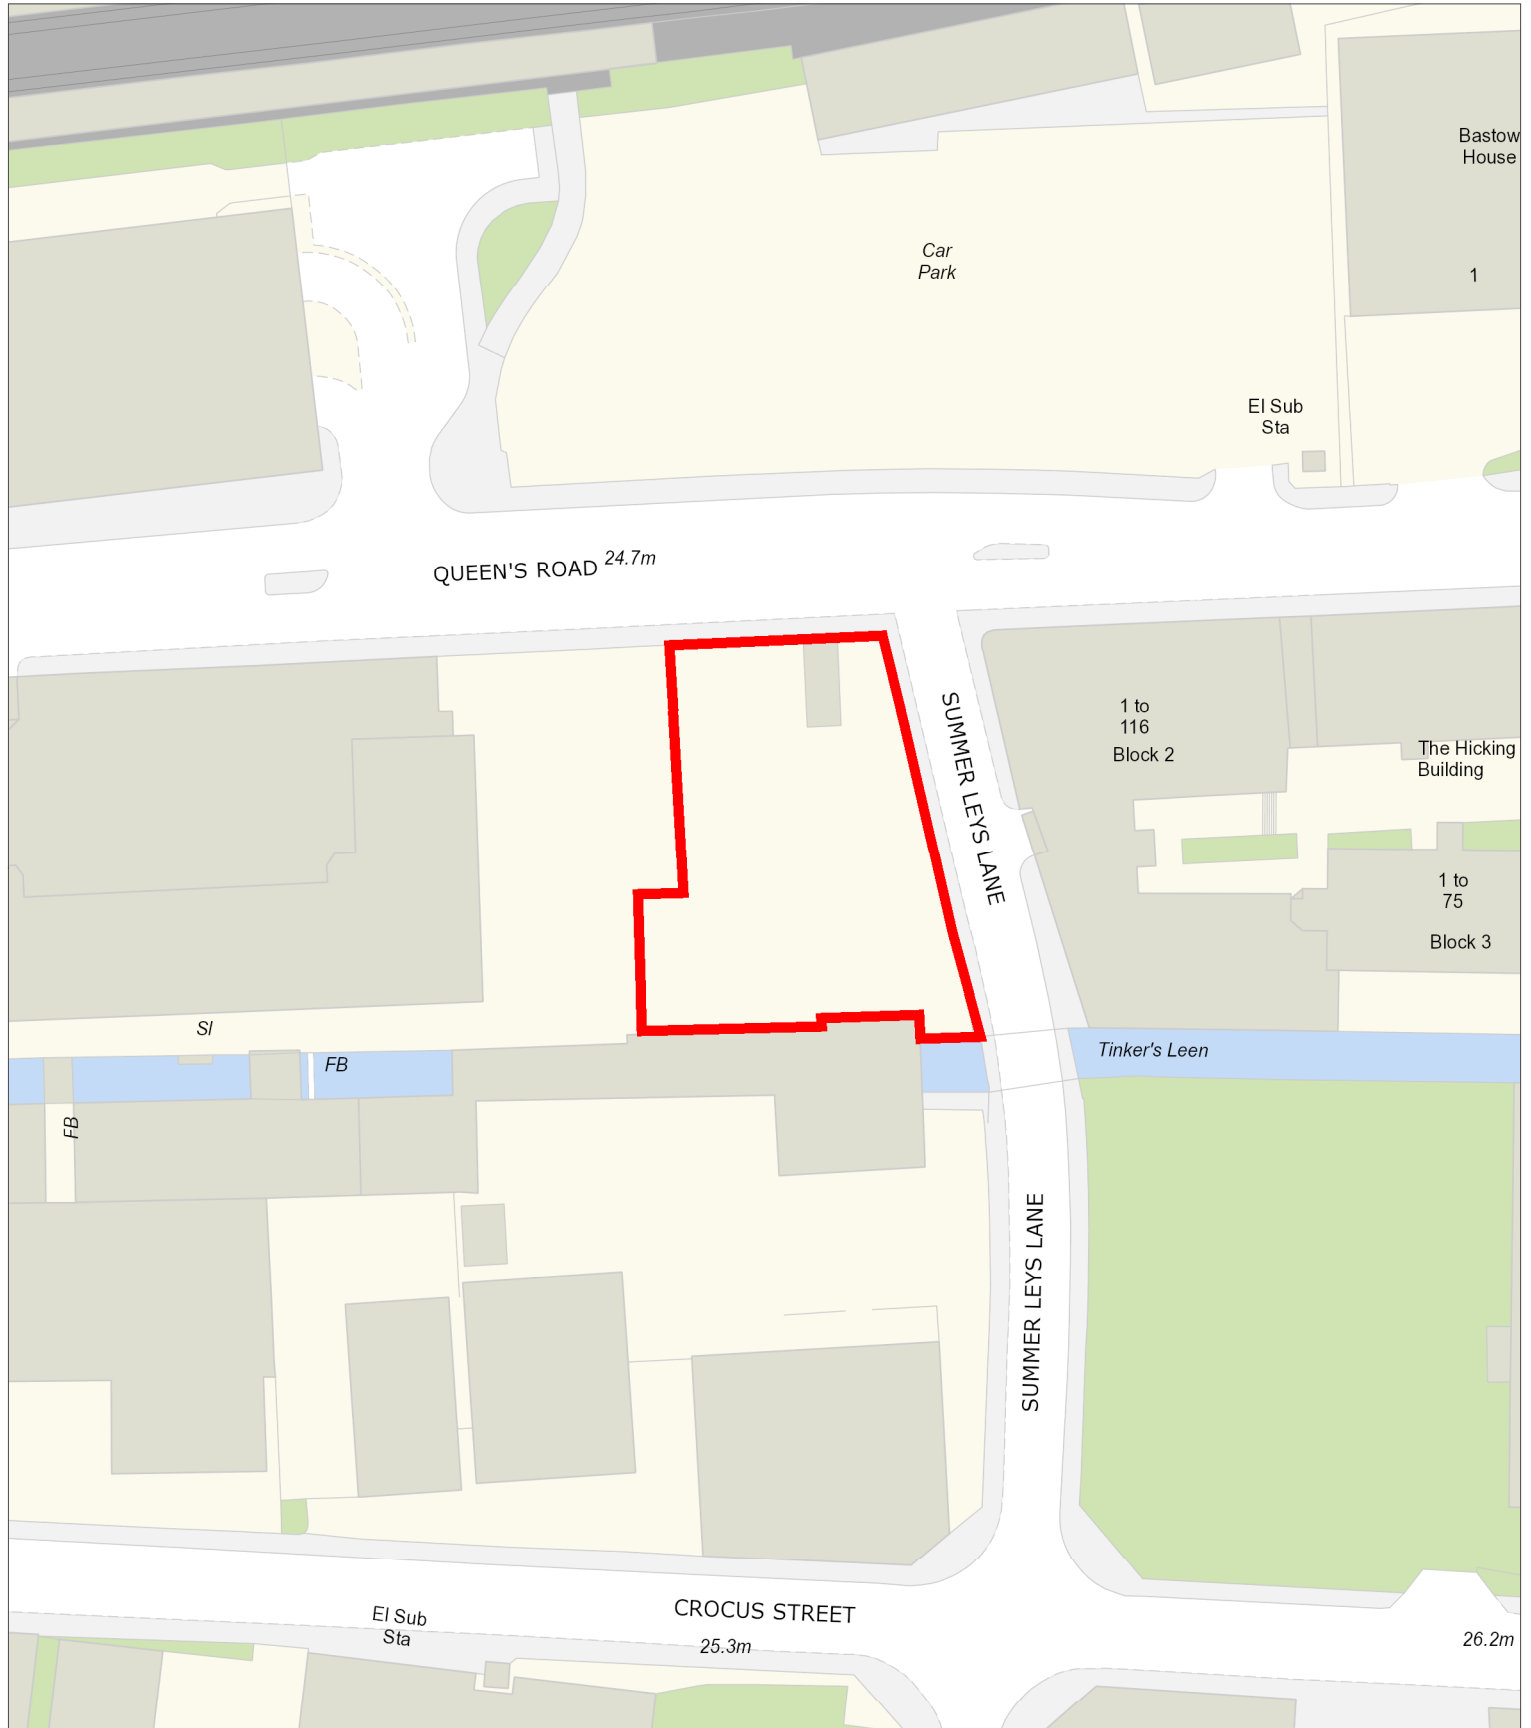 Bastow
House
Car
Park
1
El Sub
Sta
QUEEN'S ROAD
24.7m
SUMMER LEYS LANE
1 to
116
Block 2
The Hicking
Building
1 to
75
Block 3
SI
FB
Tinker's Leen
FB
SUMMER LEYS LANE
CROCUS STREET
El Sub
Sta
25.3m
26.2m